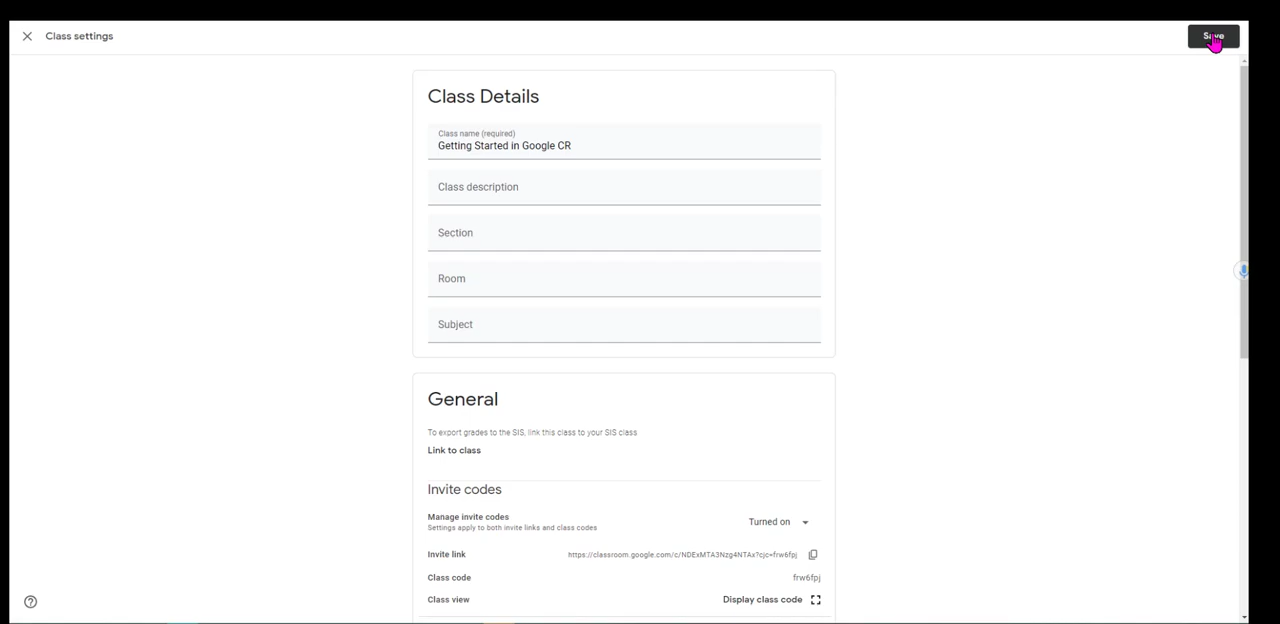 Class settings
Save
Class Details
Class name (required)
Getting Started in Google CR
Class description
Section
Room
Subject
General
To export grades to the SIS, link this class to your SIS class
Link to class
Invite codes
Manage invite codes
Turned on
Settings apply to both invite links and class codes
Invite link https://classroom.google.com/c/NDExMTA3Nzg4NTAx?cjc=frw6fpj
Class code frw6fpj
Class view Display class code